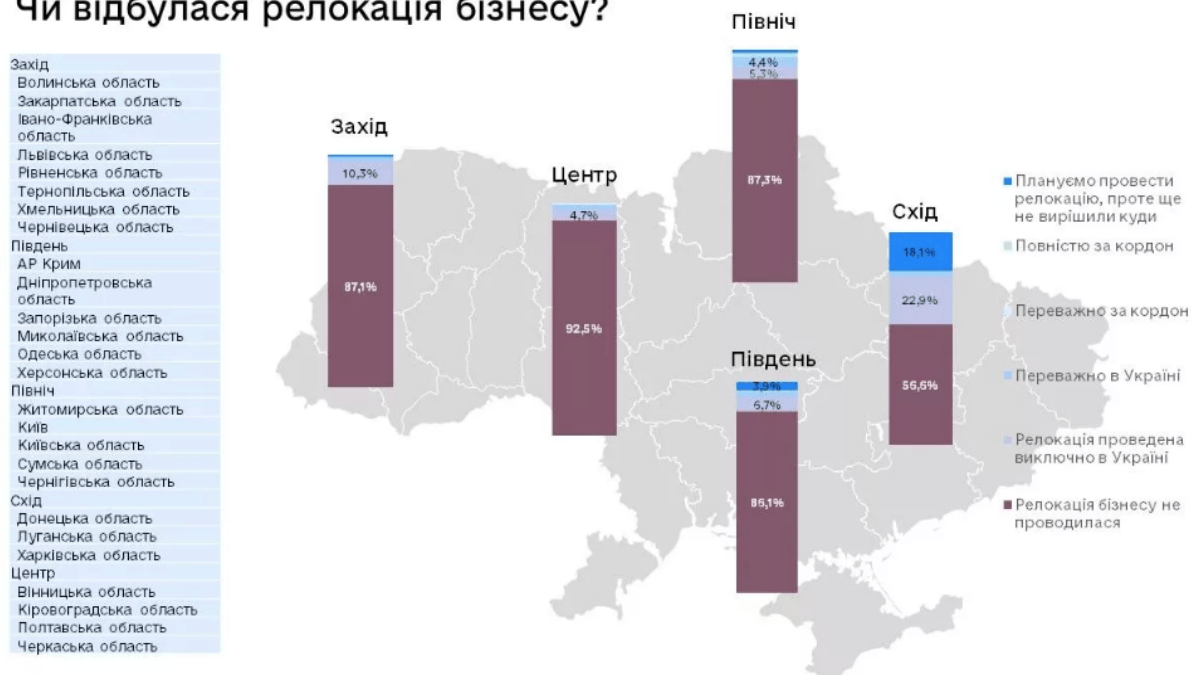 Чи відбулася релокація бізнесу?
Захід
Волинська область
Закарпатська область
Івано-Франківська
область
Львівська область
Рівненська область
Тернопільська область
Хмельницька область
Чернівецька область
Південь
АР Крим
Дніпропетровська
область
Запорізька область
Миколаївська область
Одеська область
Херсонська область
Північ
Житомирська область
Київ
Київська область
Сумська область
Чернігівська область
Схід
Донецька область
Луганська область
Харківська область
Центр
Вінницька область
Кіровоградська область
Полтавська область
Черкаська область
Захід
10,3%
87,1%
Центр
4,7%
92,5%
Північ
4,4%
5,3%
87,3%
Південь
3,9%
6,7%
86,1%
Схід
18,1%
22,9%
56,6%
Плануємо провести
релокацію, проте ще
не вирішили куди
Повністю за кордон
Переважно за кордон
Переважно в Україні
Релокація проведена
виключно в Україні
Релокація бізнесу не
проводилася